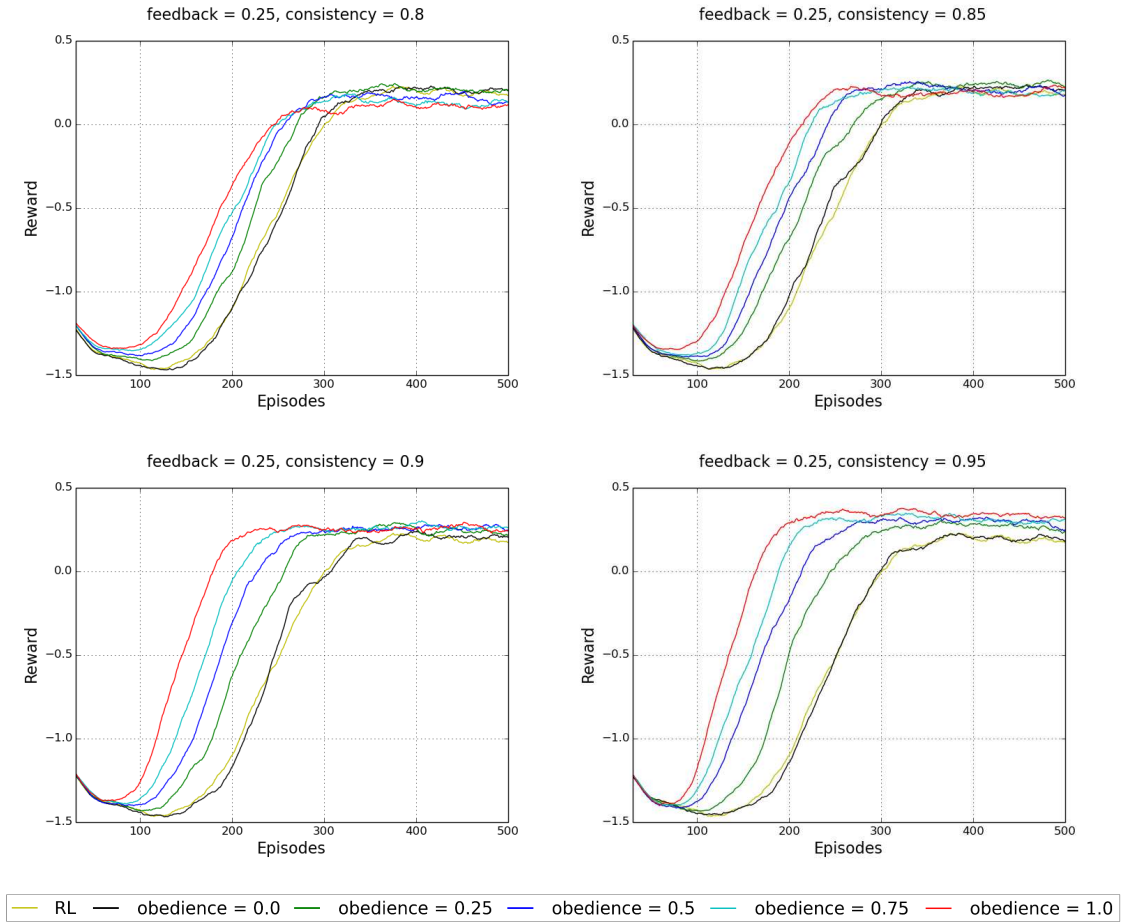 feedback = 0.25, consistency = 0.8
0.5
0.0
−0.5
−1.0
−1.5
Reward
100 200 300 400 500
Episodes
feedback = 0.25, consistency = 0.85
0.5
0.0
−0.5
−1.0
−1.5
Reward
100 200 300 400 500
Episodes
feedback = 0.25, consistency = 0.9
0.5
0.0
−0.5
−1.0
−1.5
Reward
100 200 300 400 500
Episodes
feedback = 0.25, consistency = 0.95
0.5
0.0
−0.5
−1.0
−1.5
Reward
100 200 300 400 500
Episodes
RL obedience = 0.0 obedience = 0.25 obedience = 0.5 obedience = 0.75 obedience = 1.0